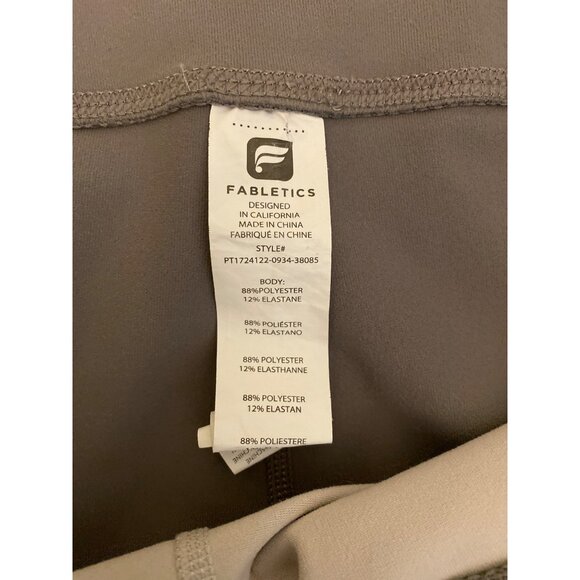 FABLETICS
DESIGNED
IN CALIFORNIA
MADE IN CHINA
FABRIQUÉ EN CHINE
STYLE#
PT1724122-0934-38085
BODY:
88%POLYESTER
12% ELASTANE
88% POLIÉSTER
12% ELASTANO
88% POLYESTER
12% ELASTHANNE
88% POLYESTER
12% ELASTAN
88% POLIESTERE